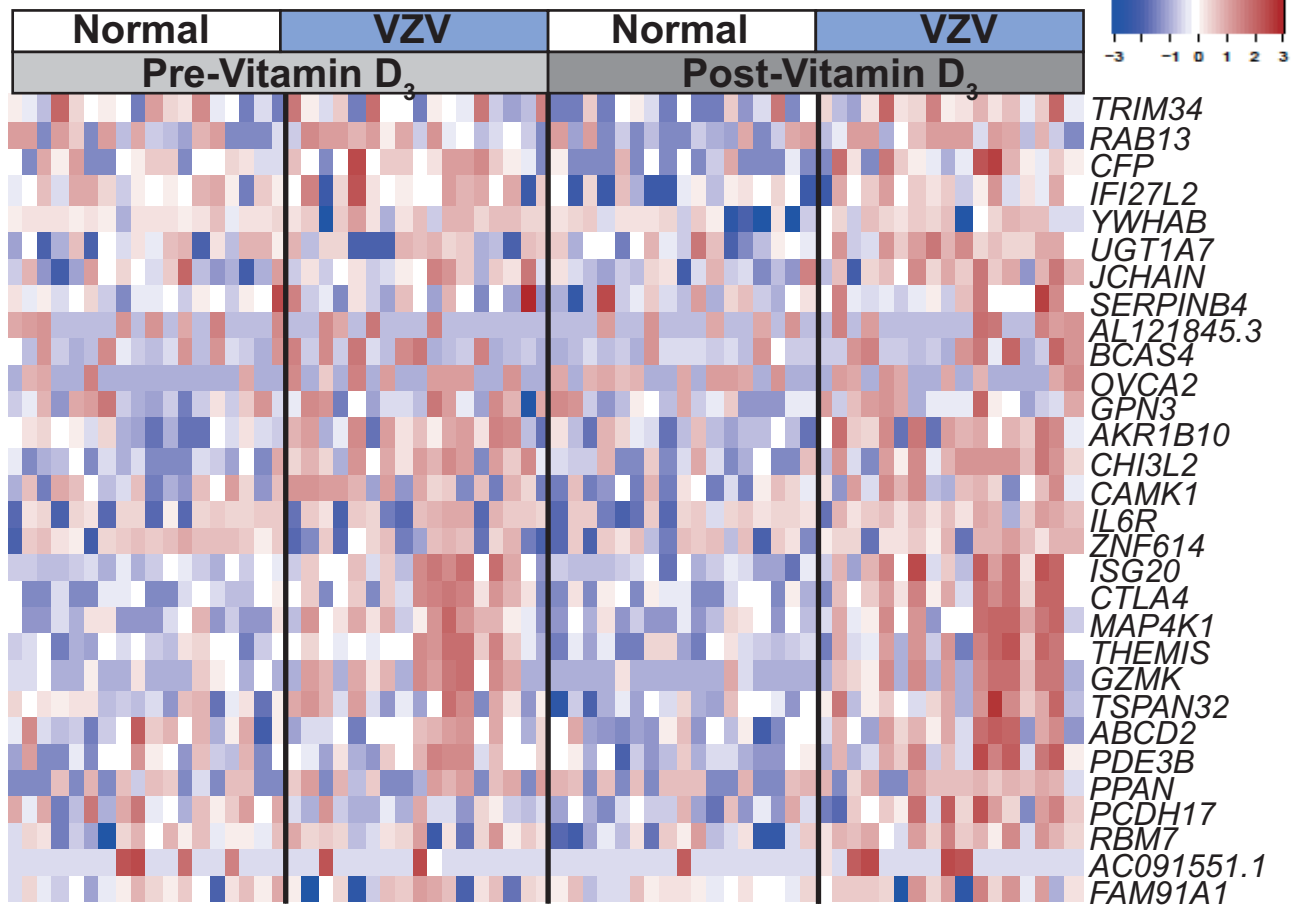 Normal VZV Normal VZV
Pre-Vitamin D3 Post-Vitamin D3
−3 −1 0 1 2 3
TRIM34
RAB13
CFP
IFI27L2
YWHAB
UGT1A7
JCHAIN
SERPINB4
AL121845.3
BCAS4
OVCA2
GPN3
AKR1B10
CHI3L2
CAMK1
IL6R
ZNF614
ISG20
CTLA4
MAP4K1
THEMIS
GZMK
TSPAN32
ABCD2
PDE3B
PPAN
PCDH17
RBM7
AC091551.1
FAM91A1